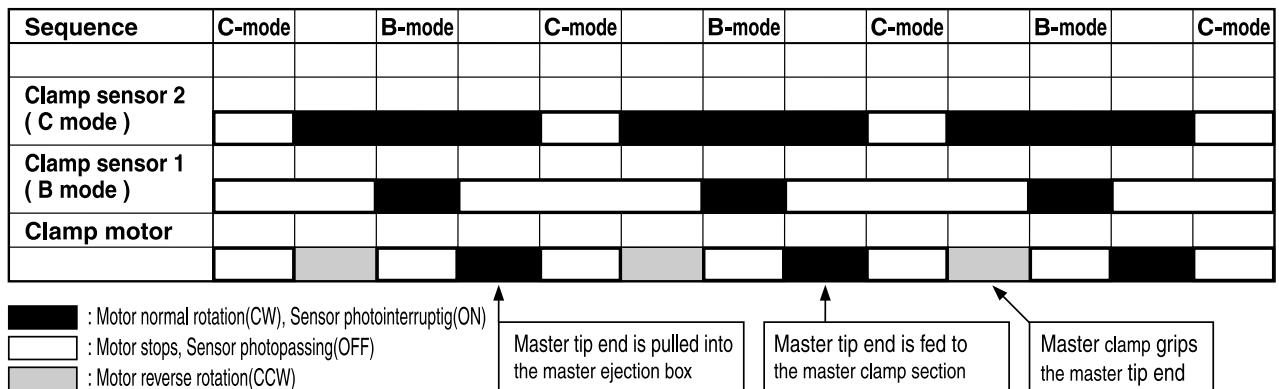 Sequence C-mode B-mode C-mode B-mode C-mode B-mode C-mode
Clamp sensor 2
( C mode )
Clamp sensor 1
( B mode )
Clamp motor
: Motor normal rotation(CW), Sensor photointerruptig(ON)
: Motor stops, Sensor photopassing(OFF)
: Motor reverse rotation(CCW)
Master tip end is pulled into
the master ejection box
Master tip end is fed to
the master clamp section
Master clamp grips
the master tip end